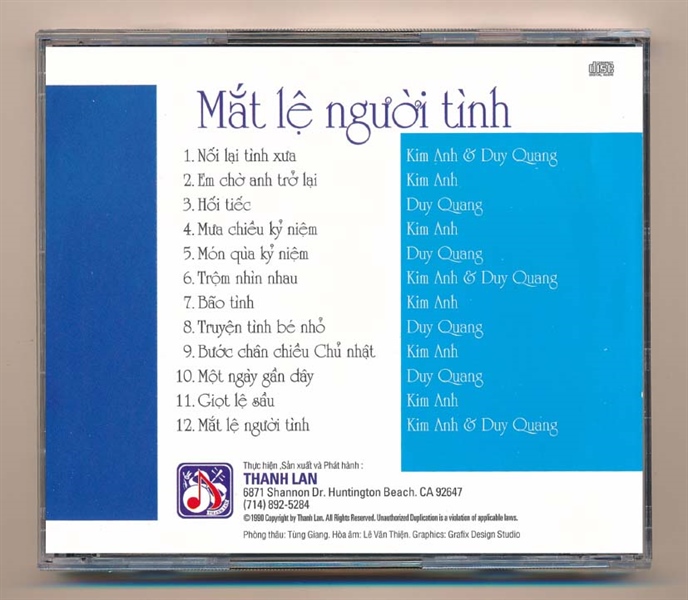 disc
DIGITAL AUDIO
Mắt lệ người tình
1. Nối lại tình xưa Kim Anh & Duy Quang
2. Em chờ anh trở lại Kim Anh
3. Hối tiếc Duy Quang
4. Mưa chiều kỷ niệm Kim Anh
5. Món qùa kỷ niệm Duy Quang
6. Trộm nhìn nhau Kim Anh & Duy Quang
7. Bão tình Kim Anh
8. Truyện tình bé nhỏ Duy Quang
9. Bước chân chiều Chủ nhật Kim Anh
10. Một ngày gần đây Duy Quang
11. Giọt lệ sầu Kim Anh
12. Mắt lệ người tình Kim Anh & Duy Quang
Thực hiện ,Sản xuất và Phát hành :
THANH LAN
6871 Shannon Dr. Huntington Beach. CA 92647
(714) 892-5284
©1990 Copyright by Thanh Lan. All Rights Reserved. Unauthorized Duplication is a violation of applicable laws.
Phòng thâu: Tùng Giang. Hòa âm: Lê Văn Thiện. Graphics: Grafix Design Studio